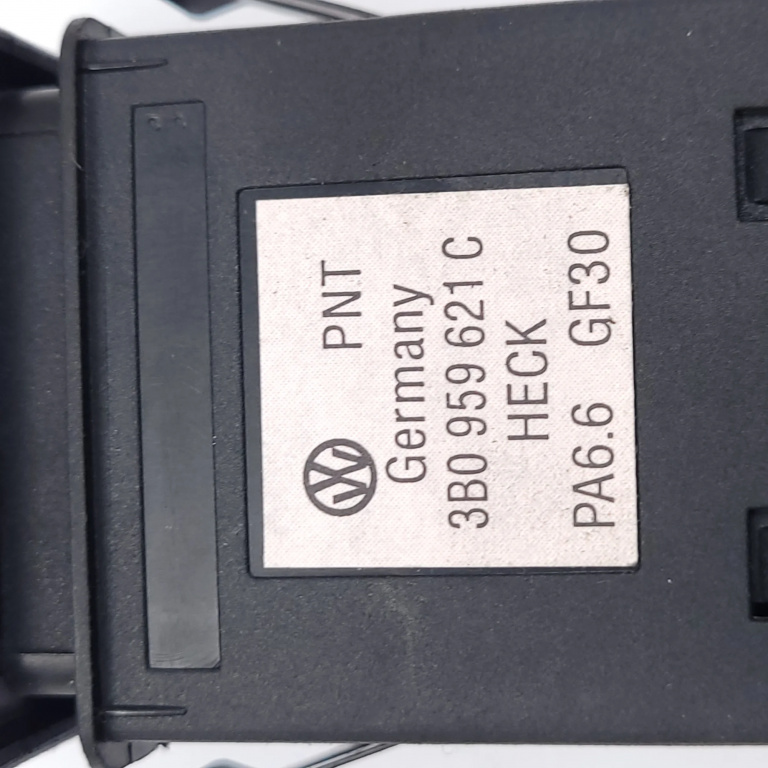 PNT
Germany
3B0 959 621 C
HECK
PA6.6 GF30